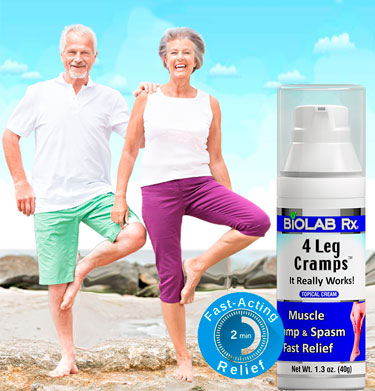 BIOLAB Rx
4 Leg
Cramps™
It Really Works!
TOPICAL CREAM
Muscle
mp & Spasm
Fast Relief
Net Wt. 1.3 oz. (40g)
Fast-Acting
2 min
Relief